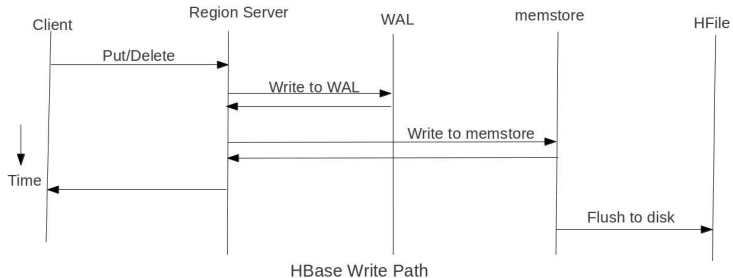 Client
Region Server
WAL
memstore
HFile
Put/Delete
Write to WAL
Write to memstore
Time
Flush to disk
HBase Write Path